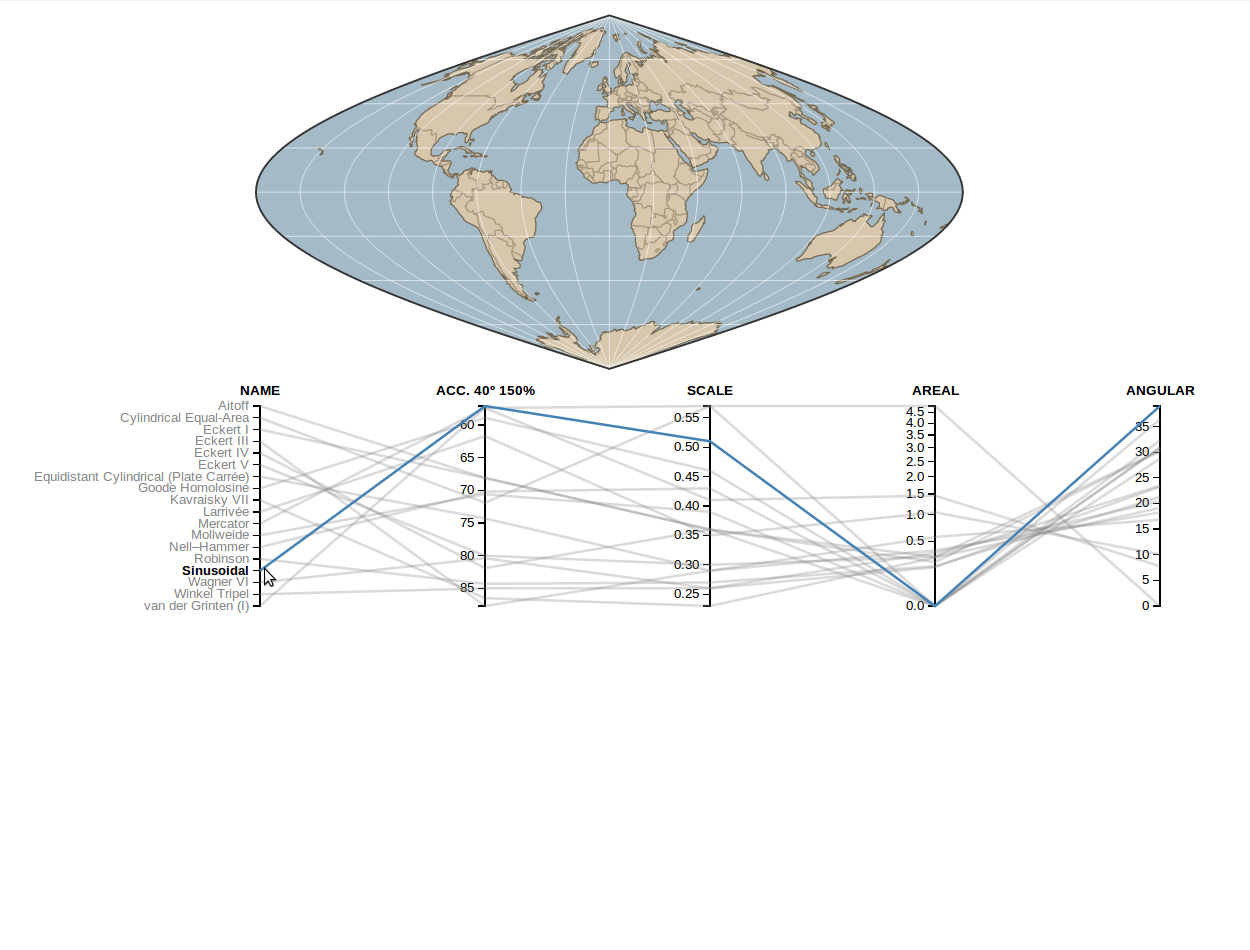 NAME
ACC. 40º 150%
SCALE
AREAL
ANGULAR
Aitoff
Cylindrical Equal-Area
Eckert I
Eckert III
Eckert IV
Eckert V
Equidistant Cylindrical (Plate Carrée)
Goode Homolosine
Kavraisky VII
Larrivée
Mercator
Mollweide
Nell–Hammer
Robinson
Sinusoidal
Wagner VI
Winkel Tripel
van der Grinten (I)
60
65
70
75
80
85
0.55
0.50
0.45
0.40
0.35
0.30
0.25
4.5
4.0
3.5
3.0
2.5
2.0
1.5
1.0
0.5
0.0
35
30
25
20
15
10
5
0